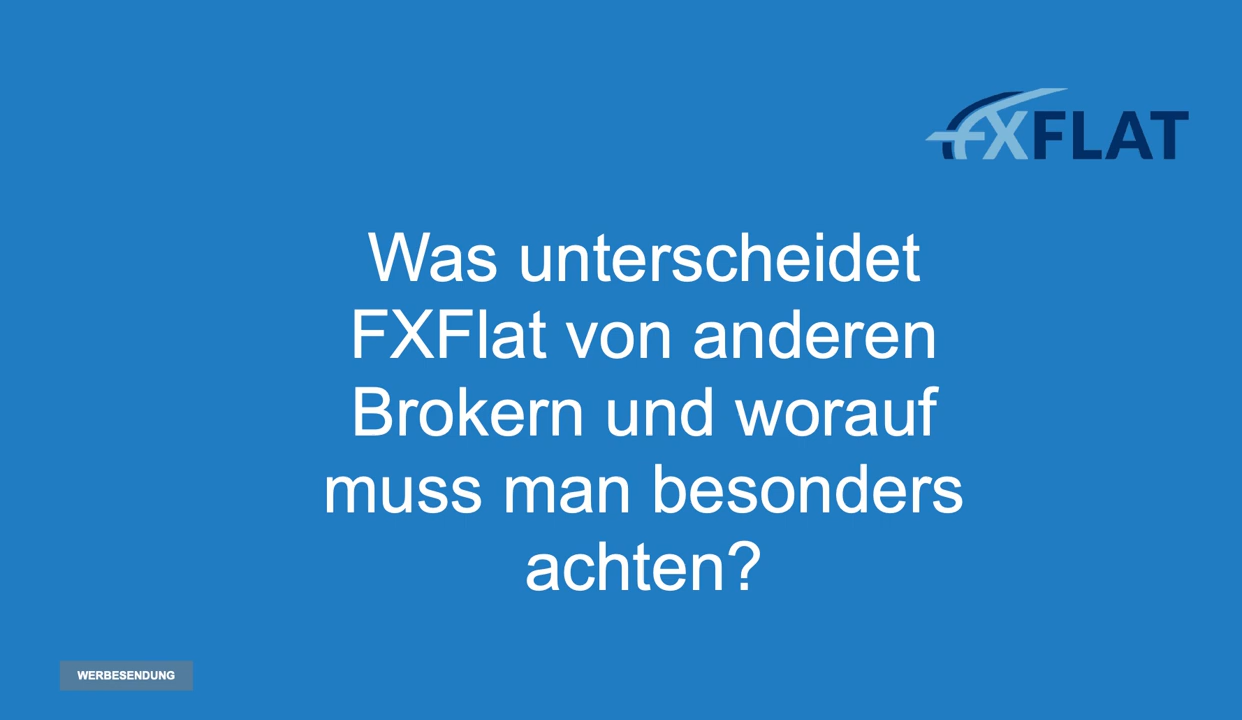 FXFLAT
Was unterscheidet
FXFlat von anderen
Brokern und worauf
muss man besonders
achten?
WERBESENDUNG